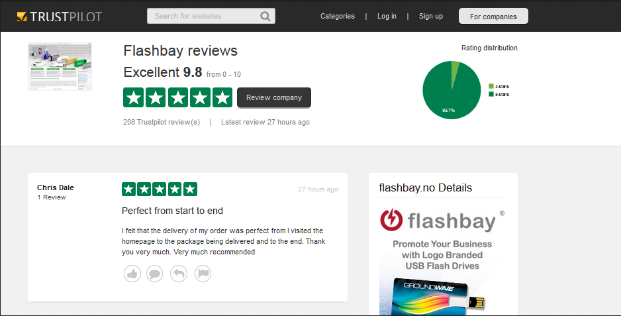 TRUSTPILOT
Search for websites
Categories | Log in | Sign up
For companies
Flashbay reviews
Excellent 9.8 from 0 - 10
Review company
208 Trustpilot review(s) | Latest review 27 hours ago
Rating distribution
Chris Dale
1 Review
27 hours ago
Perfect from start to end
I felt that the delivery of my order was perfect from I visited the
homepage to the package being delivered and to the end. Thank
you very much. Very much recommended.
flashbay.no Details
flashbay®
Promote Your Business
with Logo Branded
USB Flash Drives
GROUNDWAVE